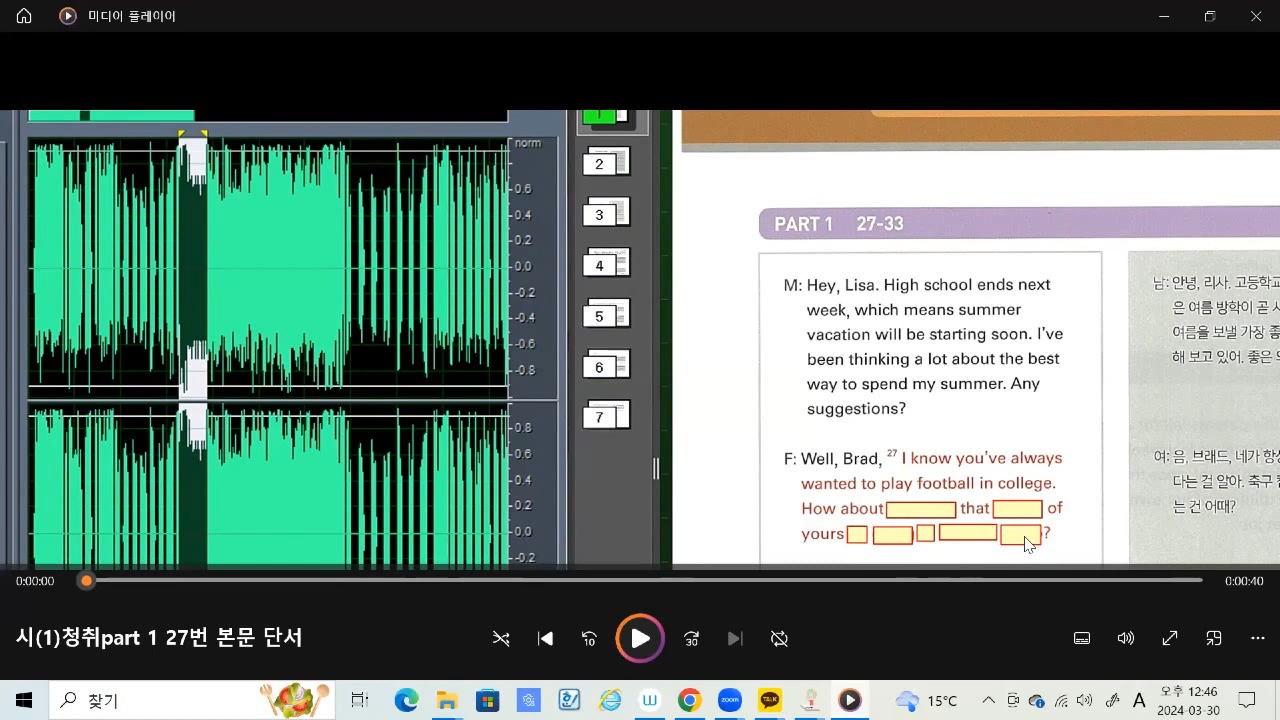 미디어 플레이어
norm
0.6
0.4
0.2
0.0
-0.2
-0.4
-0.6
-0.8
0.8
0.6
0.4
0.2
0.0
-0.2
1
2
3
4
5
6
7
PART 1 27-33
M: Hey, Lisa. High school ends next
week, which means summer
vacation will be starting soon. I've
been thinking a lot about the best
way to spend my summer. Any
suggestions?
F: Well, Brad, 27 I know you've always
wanted to play football in college.
How about that of
yours ?
남: 안녕, 리사. 고등학교
은 여름 방학이 곧
여름을 보낼 가장 좋
해 보고 있어. 좋은
여: 음, 브래드, 네가 항상
다는 걸 알아. 축구
는 건 어때?
0:00:00
0:00:40
시(1)청취part 1 27번 본문 단서
10
30
찾기
zoom
TALK
15°C
A
오후 12:46
2024-03-30